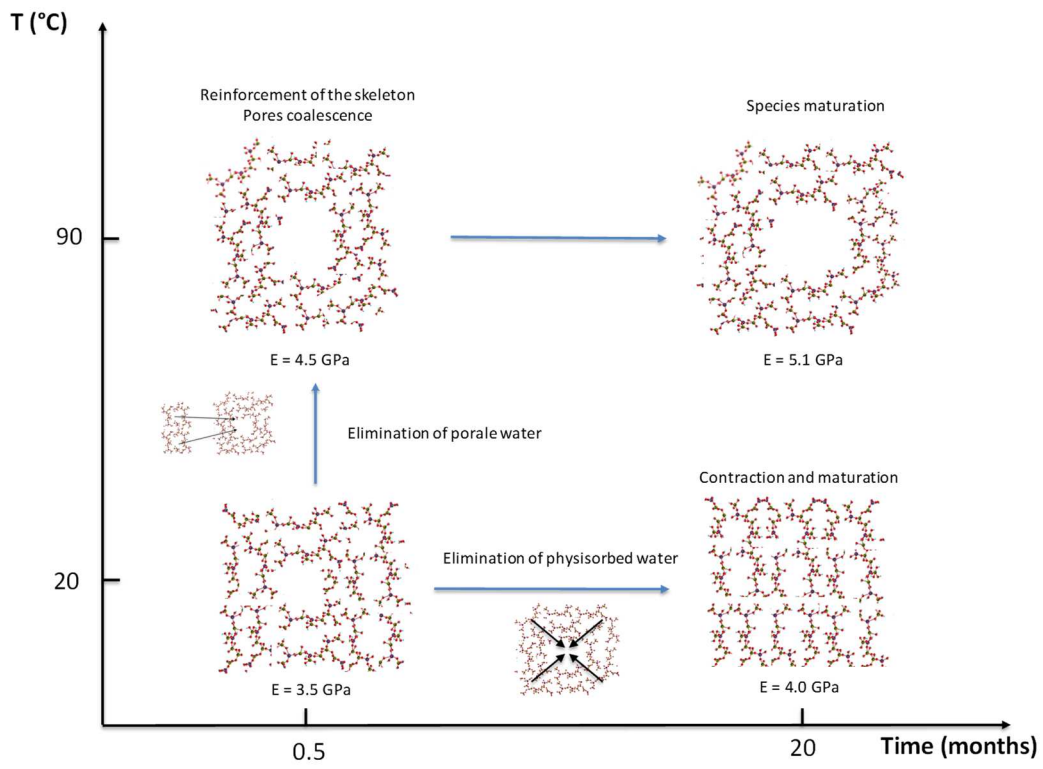 T (°C)
Reinforcement of the skeleton
Pores coalescence
Species maturation
90
E = 4.5 GPa
E = 5.1 GPa
Elimination of porale water
Contraction and maturation
Elimination of physisorbed water
20
E = 3.5 GPa
E = 4.0 GPa
0.5
20
Time (months)